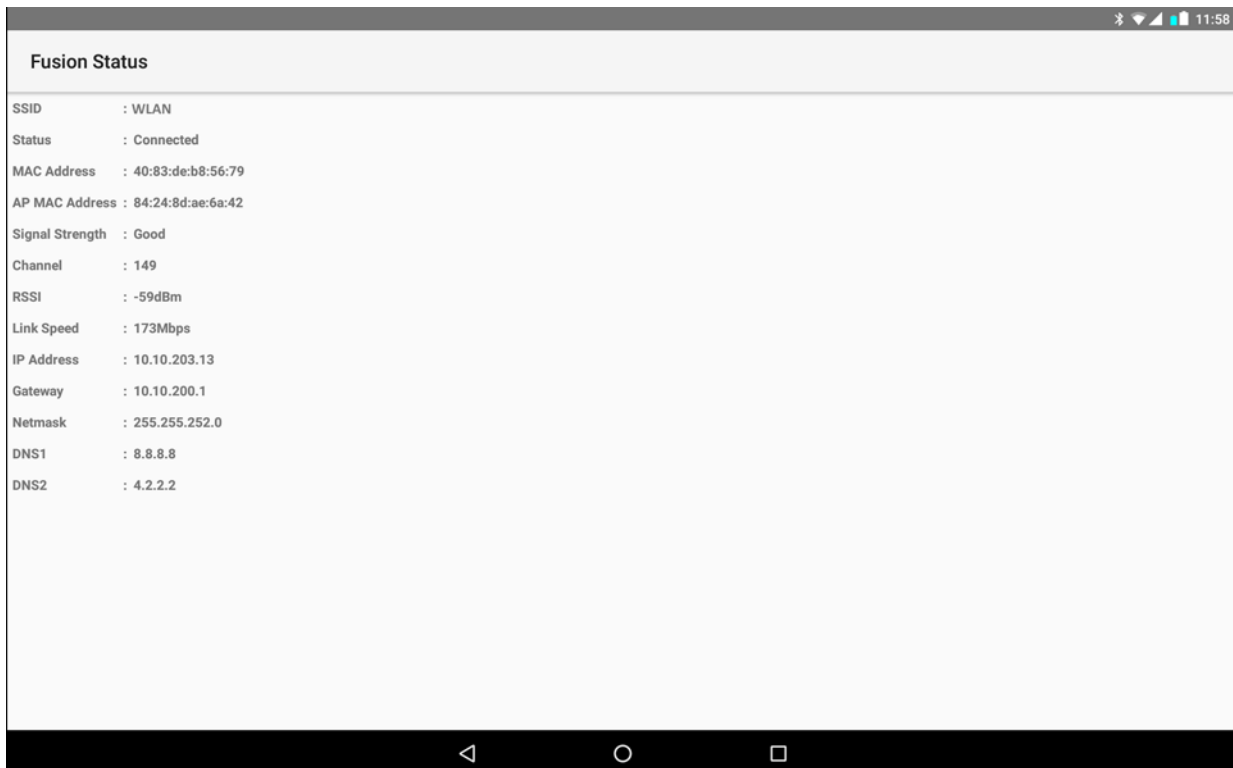 11:58
Fusion Status
SSID : WLAN
Status : Connected
MAC Address : 40:83:de:b8:56:79
AP MAC Address : 84:24:8d:ae:6a:42
Signal Strength : Good
Channel : 149
RSSI : -59dBm
Link Speed : 173Mbps
IP Address : 10.10.203.13
Gateway : 10.10.200.1
Netmask : 255.255.252.0
DNS1 : 8.8.8.8
DNS2 : 4.2.2.2